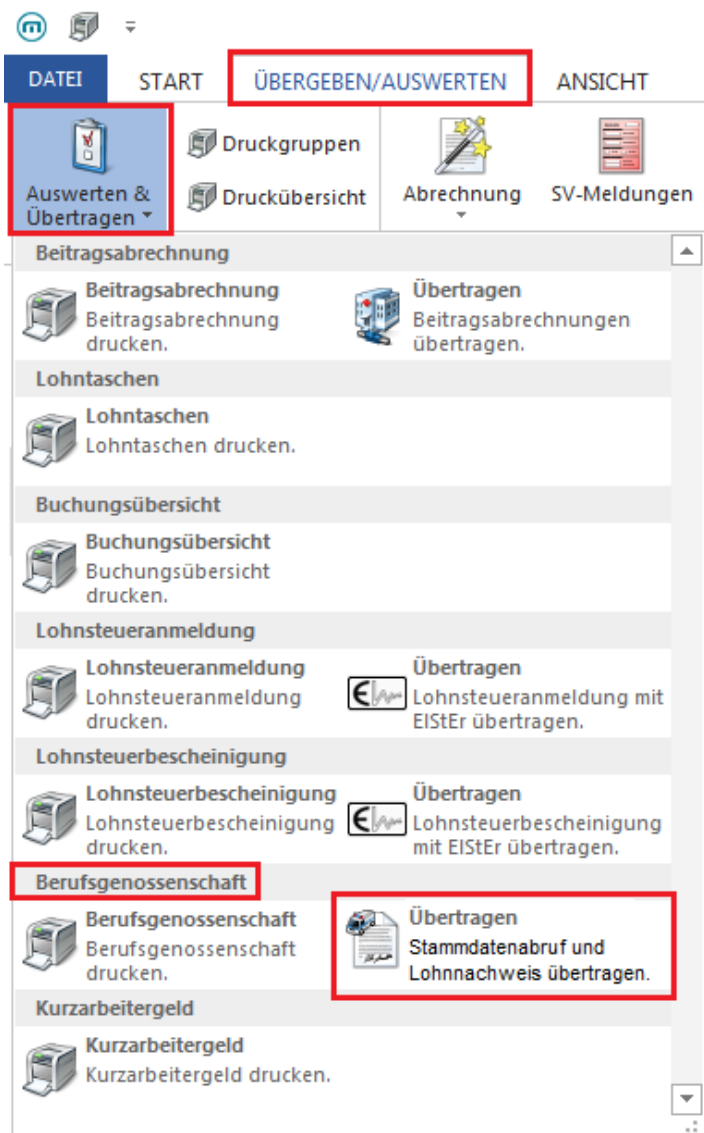 DATEI START ÜBERGEBEN/AUSWERTEN ANSICHT
Auswerten &
Übertragen
Druckgruppen
Druckübersicht
Abrechnung
SV-Meldungen
Beitragsabrechnung
Beitragsabrechnung
Beitragsabrechnung
drucken.
Übertragen
Beitragsabrechnungen
übertragen.
Lohntaschen
Lohntaschen
Lohntaschen drucken.
Buchungsübersicht
Buchungsübersicht
Buchungsübersicht
drucken.
Lohnsteueranmeldung
Lohnsteueranmeldung
Lohnsteueranmeldung
drucken.
Übertragen
Lohnsteueranmeldung mit
ElStEr übertragen.
Lohnsteuerbescheinigung
Lohnsteuerbescheinigung
Lohnsteuerbescheinigung
drucken.
Übertragen
Lohnsteuerbescheinigung
mit ElStEr übertragen.
Berufsgenossenschaft
Berufsgenossenschaft
Berufsgenossenschaft
drucken.
Übertragen
Stammdatenabruf und
Lohnnachweis übertragen.
Kurzarbeitergeld
Kurzarbeitergeld
Kurzarbeitergeld drucken.